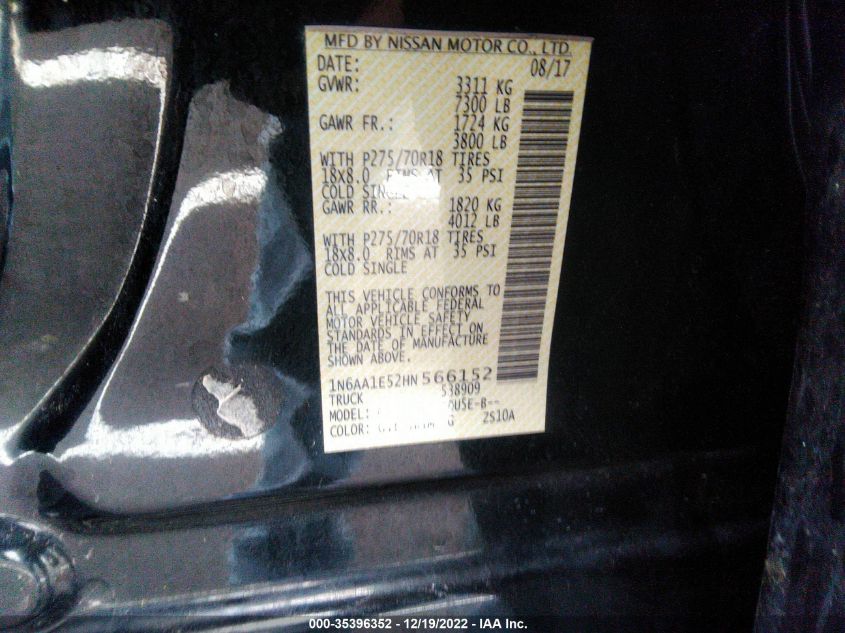 MFD BY NISSAN MOTOR CO., LTD.
DATE: 08/17
GVWR: 3311 KG
7300 LB
GAWR FR.: 1724 KG
3800 LB
WITH P275/70R18 TIRES
18X8.0 RIMS AT 35 PSI
COLD SINGLE
GAWR RR.: 1820 KG
4012 LB
WITH P275/70R18 TIRES
18X8.0 RIMS AT 35 PSI
COLD SINGLE
THIS VEHICLE CONFORMS TO
ALL APPLICABLE FEDERAL
MOTOR VEHICLE SAFETY
STANDARDS IN EFFECT ON
THE DATE OF MANUFACTURE
SHOWN ABOVE.
1N6AA1E52HN566152
TRUCK 538909
MODEL:
COLOR: G 2S10A
000-35396352 - 12/19/2022 - IAA Inc.